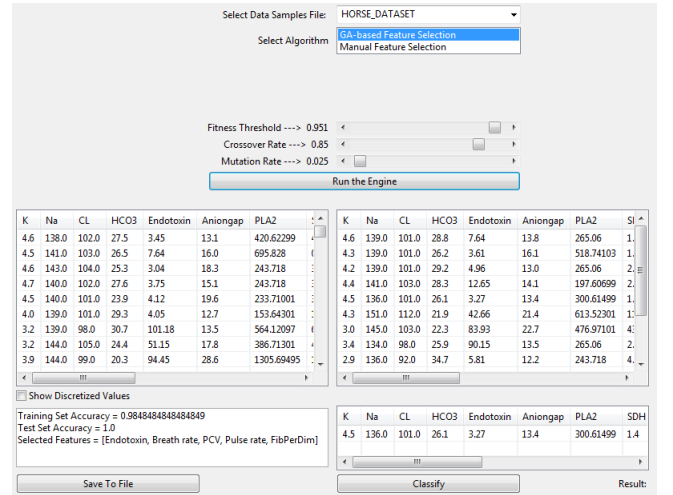 Select Data Samples File: HORSE_DATASET
Select Algorithm GA-based Feature Selection
Manual Feature Selection
Fitness Threshold ---> 0.951
Crossover Rate ---> 0.85
Mutation Rate ---> 0.025
Run the Engine
K Na CL HCO3 Endotoxin Aniongap PLA2
4.6 138.0 102.0 27.5 3.45 13.1 420.62299
4.5 141.0 103.0 26.5 7.64 16.0 695.828
4.6 143.0 104.0 25.3 3.04 18.3 243.718
4.7 140.0 102.0 27.6 3.75 15.1 243.718
4.5 140.0 101.0 23.9 4.12 19.6 233.71001
4.0 139.0 101.0 29.3 4.05 12.7 153.64301
3.2 139.0 98.0 30.7 101.18 13.5 564.12097
3.2 144.0 105.0 24.4 51.15 17.8 386.71301
3.9 144.0 99.0 20.3 94.45 28.6 1305.69495
K Na CL HCO3 Endotoxin Aniongap PLA2
4.6 139.0 101.0 28.8 7.64 13.8 265.06 1.
4.3 139.0 101.0 26.2 3.61 16.1 518.74103 1.
4.2 139.0 101.0 29.2 4.96 13.0 265.06 2.
4.4 141.0 103.0 28.3 12.65 14.1 197.60699 2.
4.5 136.0 101.0 26.1 3.27 13.4 300.61499 1.
4.3 151.0 112.0 21.9 42.66 21.4 613.52301
3.0 145.0 103.0 22.3 83.93 22.7 476.97101
3.4 134.0 98.0 25.9 90.15 13.5 265.06 2.
2.9 136.0 92.0 34.7 5.81 12.2 243.718 4.
Show Discretized Values
Training Set Accuracy = 0.9848484848484849
Test Set Accuracy = 1.0
Selected Features = [Endotoxin, Breath rate, PCV, Pulse rate, FibPerDim]
K Na CL HCO3 Endotoxin Aniongap PLA2 SDH
4.5 136.0 101.0 26.1 3.27 13.4 300.61499 1.4
Save To File
Classify
Result: